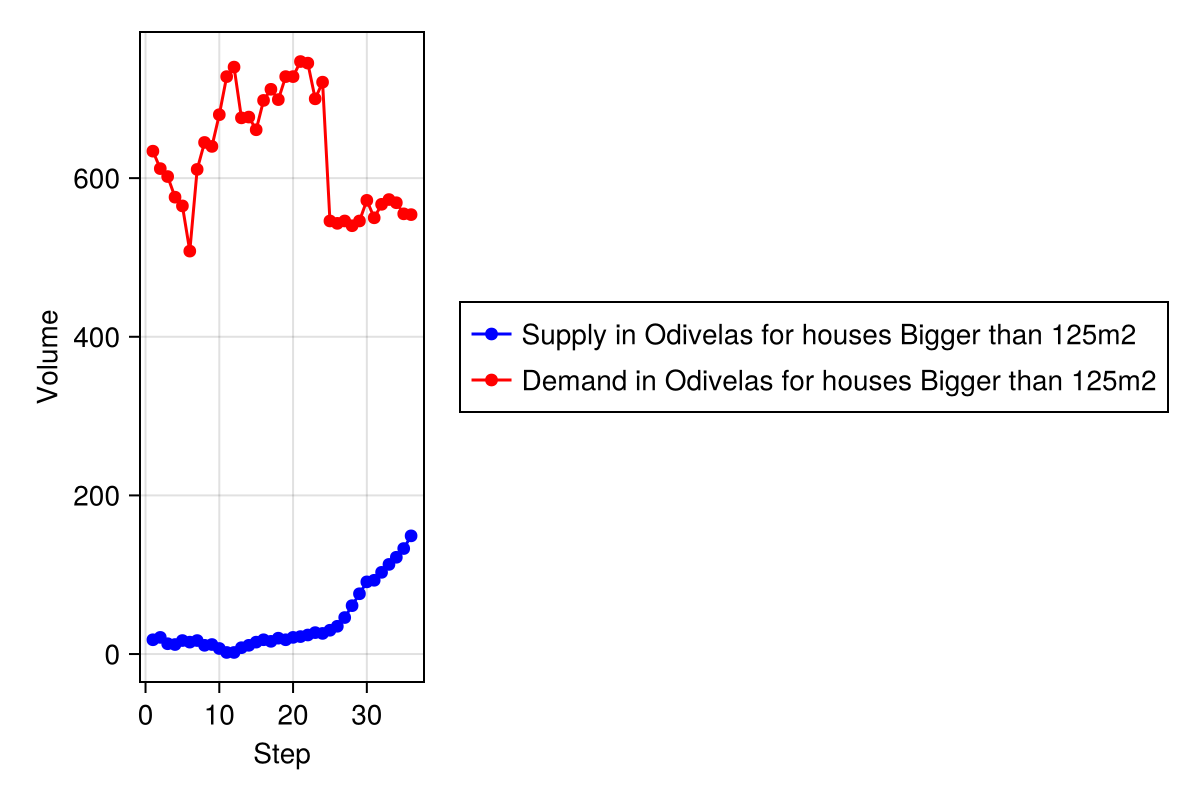 Volume
600
400
200
0
0 10 20 30
Step
Supply in Odivelas for houses Bigger than 125m2
Demand in Odivelas for houses Bigger than 125m2